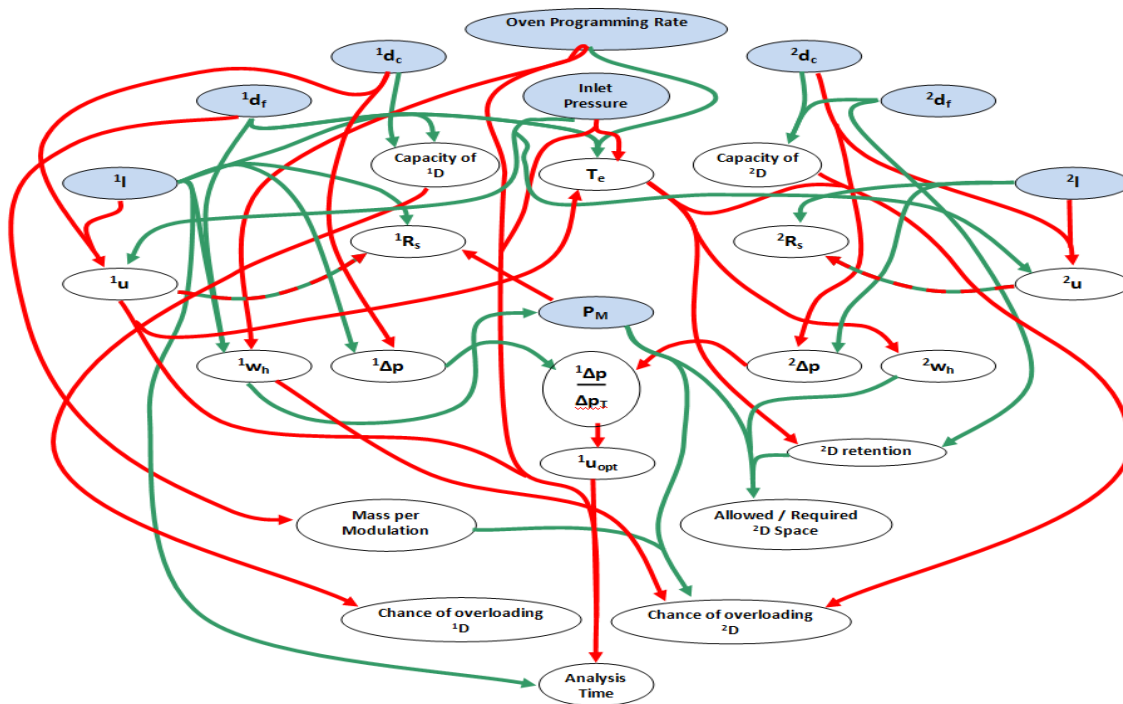 Oven Programming Rate
¹dc
²dc
¹df
Inlet
Pressure
²df
Capacity of
¹D
Te
Capacity of
²D
¹l
²l
¹Rs
²Rs
¹u
²u
PM
¹wh
¹Δp
¹Δp
ΔpT
²Δp
²wh
¹uopt
²D retention
Mass per
Modulation
Allowed / Required
²D Space
Chance of overloading
¹D
Chance of overloading
²D
Analysis
Time